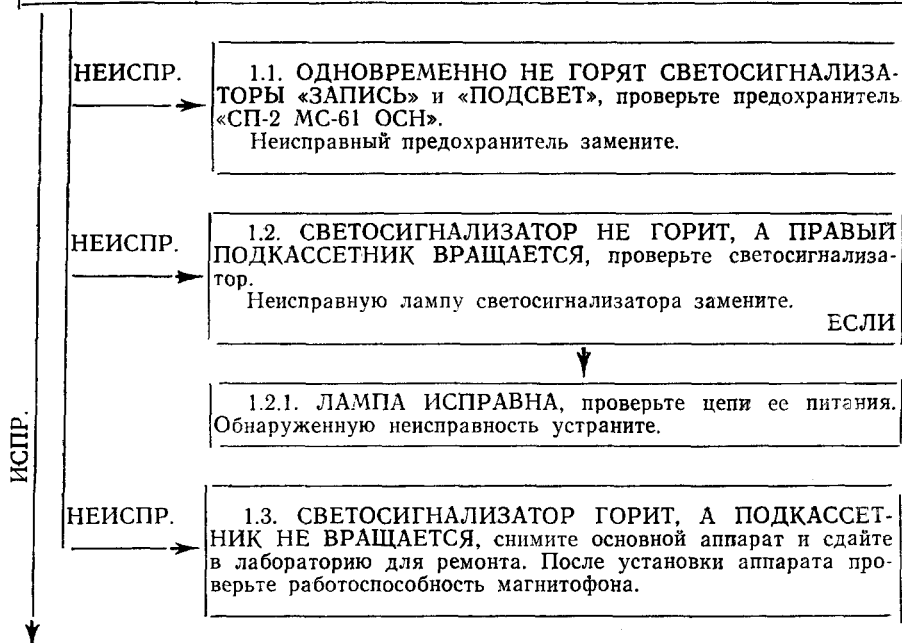 НЕИСПР.
1.1. ОДНОВРЕМЕННО НЕ ГОРЯТ СВЕТОСИГНАЛИЗА-
ТОРЫ «ЗАПИСЬ» и «ПОДСВЕТ», проверьте предохранитель
«СП-2 МС-61 ОСН».
Неисправный предохранитель замените.
НЕИСПР.
1.2. СВЕТОСИГНАЛИЗАТОР НЕ ГОРИТ, А ПРАВЫЙ
ПОДКАССЕТНИК ВРАЩАЕТСЯ, проверьте светосигнализа-
тор.
Неисправную лампу светосигнализатора замените.
ЕСЛИ
1.2.1. ЛАМПА ИСПРАВНА, проверьте цепи ее питания.
Обнаруженную неисправность устраните.
ИСПР.
НЕИСПР.
1.3. СВЕТОСИГНАЛИЗАТОР ГОРИТ, А ПОДКАССЕТ-
НИК НЕ ВРАЩАЕТСЯ, снимите основной аппарат и сдайте
в лабораторию для ремонта. После установки аппарата про-
верьте работоспособность магнитофона.